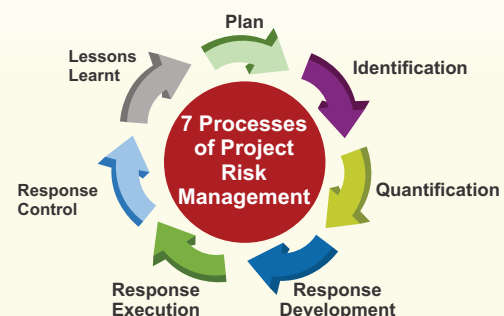 Plan
Identification
Quantification
Response
Development
Response
Execution
Response
Control
Lessons
Learnt
7 Processes
of Project
Risk
Management